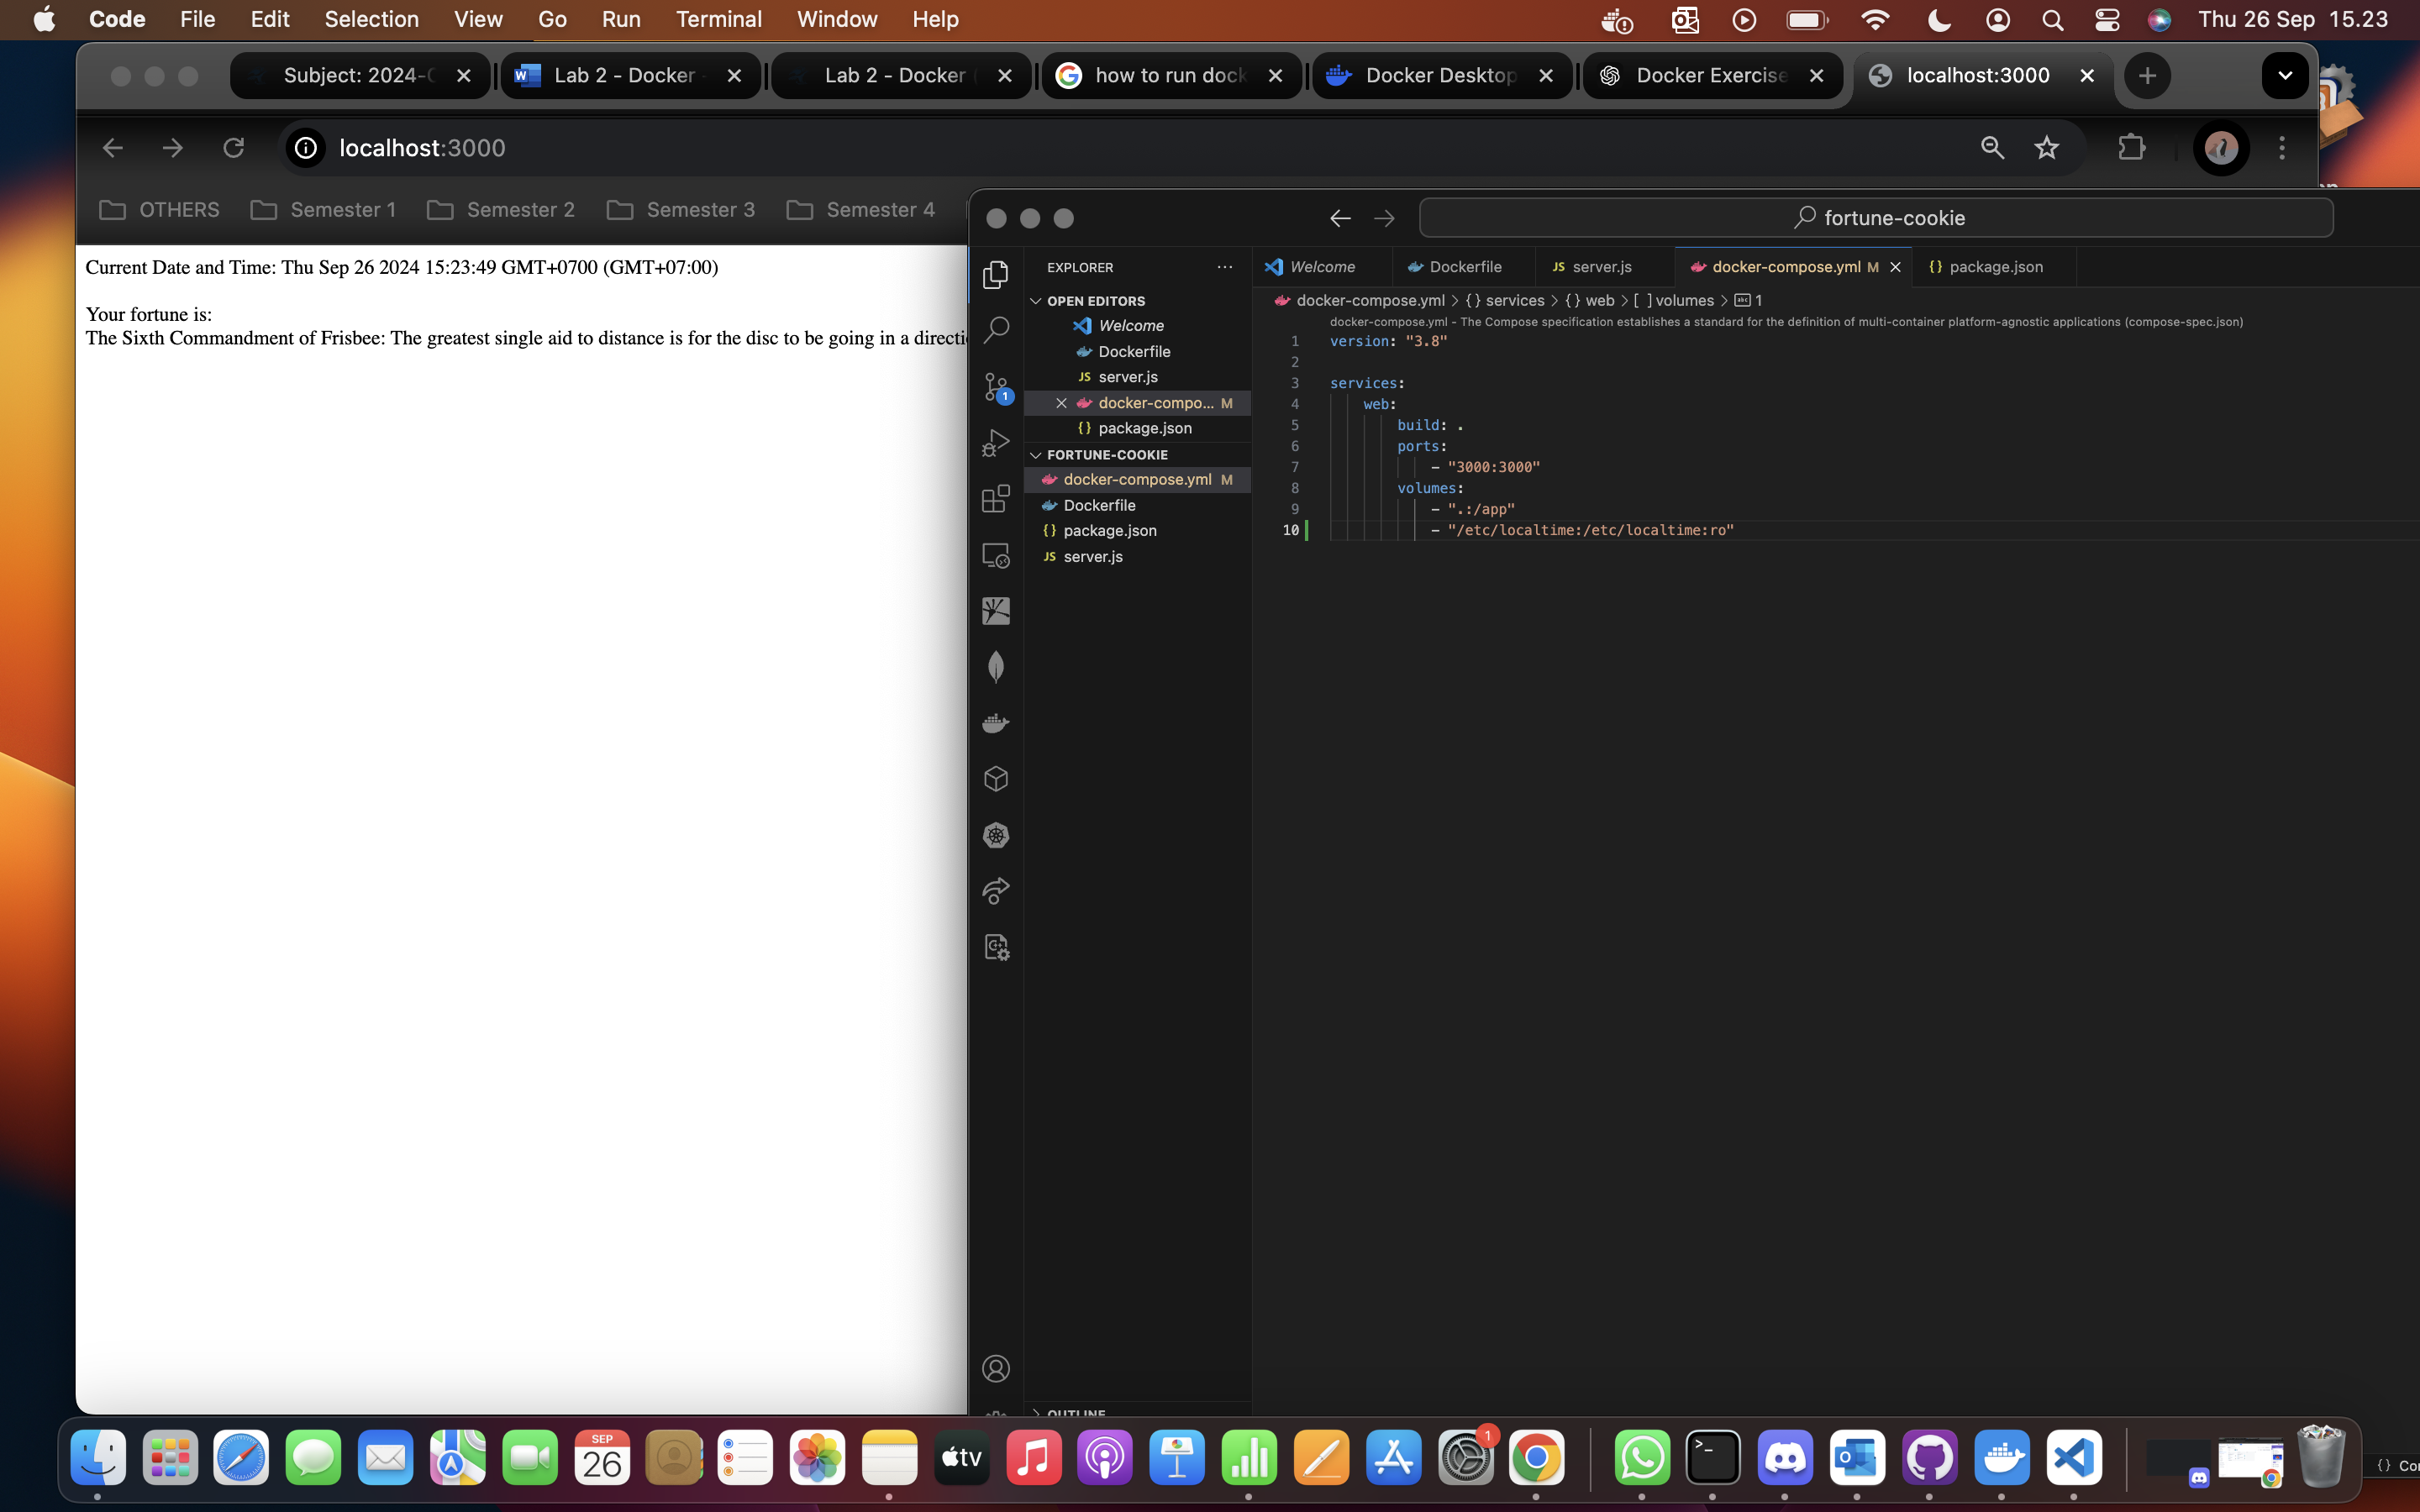 Code File Edit Selection View Go Run Terminal Window Help Thu 26 Sep 15.23
Subject: 2024-C
Lab 2 - Docker
Lab 2 - Docker
how to run dock
Docker Desktop
Docker Exercise
localhost:3000
localhost:3000
OTHERS Semester 1 Semester 2 Semester 3 Semester 4
Current Date and Time: Thu Sep 26 2024 15:23:49 GMT+0700 (GMT+07:00)
Your fortune is:
The Sixth Commandment of Frisbee: The greatest single aid to distance is for the disc to be going in a directi
fortune-cookie
EXPLORER
OPEN EDITORS
Welcome
Dockerfile
JS server.js
docker-compo... M
{} package.json
FORTUNE-COOKIE
docker-compose.yml M
Dockerfile
{} package.json
JS server.js
1
OUTLINE
Welcome Dockerfile JS server.js docker-compose.yml M {} package.json
docker-compose.yml > {} services > {} web > [ ] volumes > abc 1
docker-compose.yml - The Compose specification establishes a standard for the definition of multi-container platform-agnostic applications (compose-spec.json)
1 version: "3.8"
2
3 services:
4 web:
5 build: .
6 ports:
7 - "3000:3000"
8 volumes:
9 - ".:/app"
10 - "/etc/localtime:/etc/localtime:ro"
SEP
26
tv
1
>_
{} Co